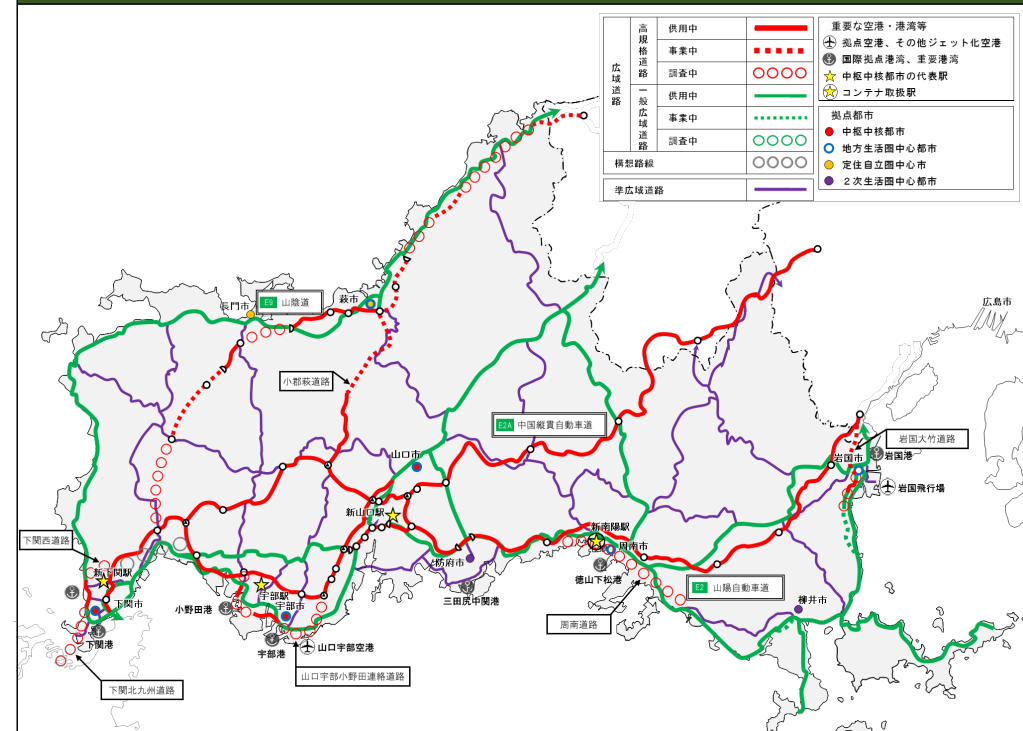 広域道路
高規格道路
供用中
事業中
調査中
一般広域道路
供用中
事業中
調査中
構想路線
準広域道路
重要な空港・港湾等
拠点空港、その他ジェット化空港
国際拠点港湾、重要港湾
中枢中核都市の代表駅
コンテナ取扱駅
拠点都市
中枢中核都市
地方生活圏中心都市
定住自立圏中心市
２次生活圏中心都市
広島市
長門市
E9 山陰道
萩市
小郡萩道路
E2A 中国縦貫自動車道
岩国大竹道路
岩国市
岩国港
岩国飛行場
山口市
新山口駅
新南陽駅
周南市
防府市
徳山下松港
下関西道路
新下関駅
下関市
下関港
小野田港
宇部駅
宇部市
宇部港
山口宇部空港
三田尻中関港
E2 山陽自動車道
柳井市
周南道路
山口宇部小野田連絡道路
下関北九州道路